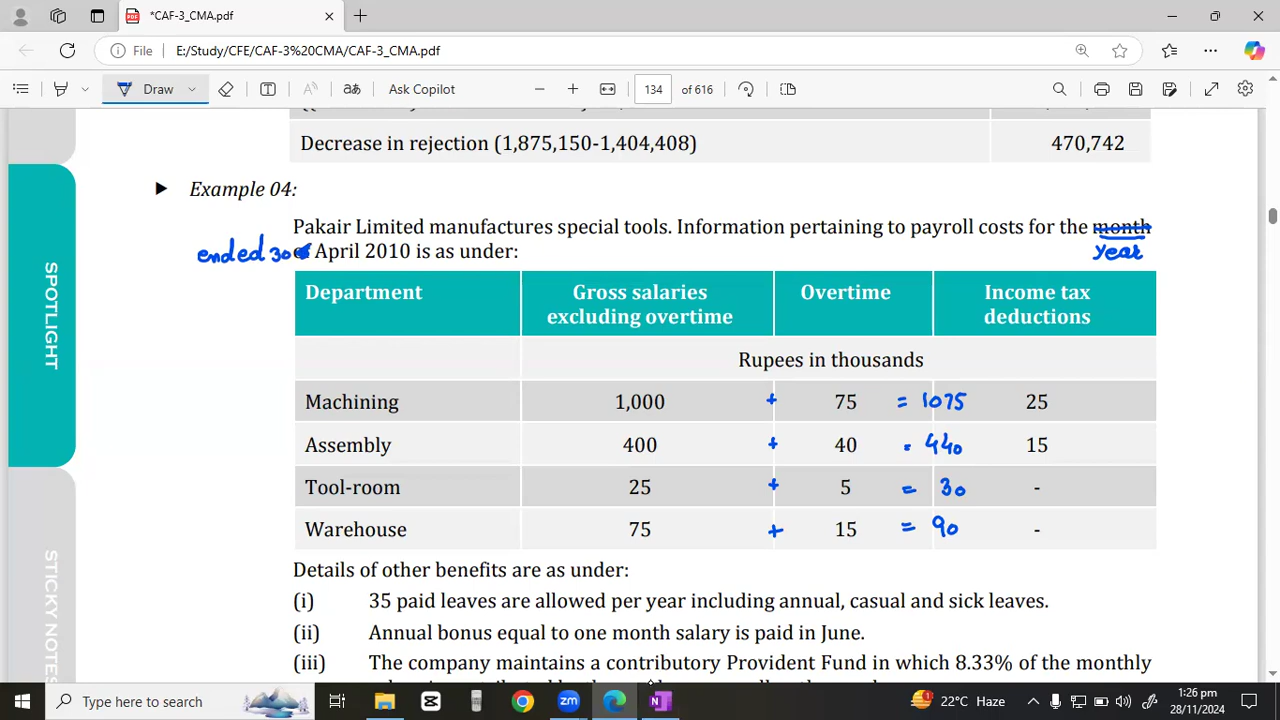 *CAF-3_CMA.pdf
File E:/Study/CFE/CAF-3%20CMA/CAF-3_CMA.pdf
Draw aあ Ask Copilot 134 of 616
Decrease in rejection (1,875,150-1,404,408) 470,742
Example 04:
Pakair Limited manufactures special tools. Information pertaining to payroll costs for the month
year
ended 30 April 2010 is as under:
Department Gross salaries excluding overtime Overtime Income tax deductions
Rupees in thousands
Machining 1,000 + 75 = 1075 25
Assembly 400 + 40 = 440 15
Tool-room 25 + 5 = 30 -
Warehouse 75 + 15 = 90 -
Details of other benefits are as under:
(i) 35 paid leaves are allowed per year including annual, casual and sick leaves.
(ii) Annual bonus equal to one month salary is paid in June.
(iii) The company maintains a contributory Provident Fund in which 8.33% of the monthly
SPOTLIGHT
STICKY NOTES
Type here to search
zm
N
22°C Haze
1:26 pm
28/11/2024